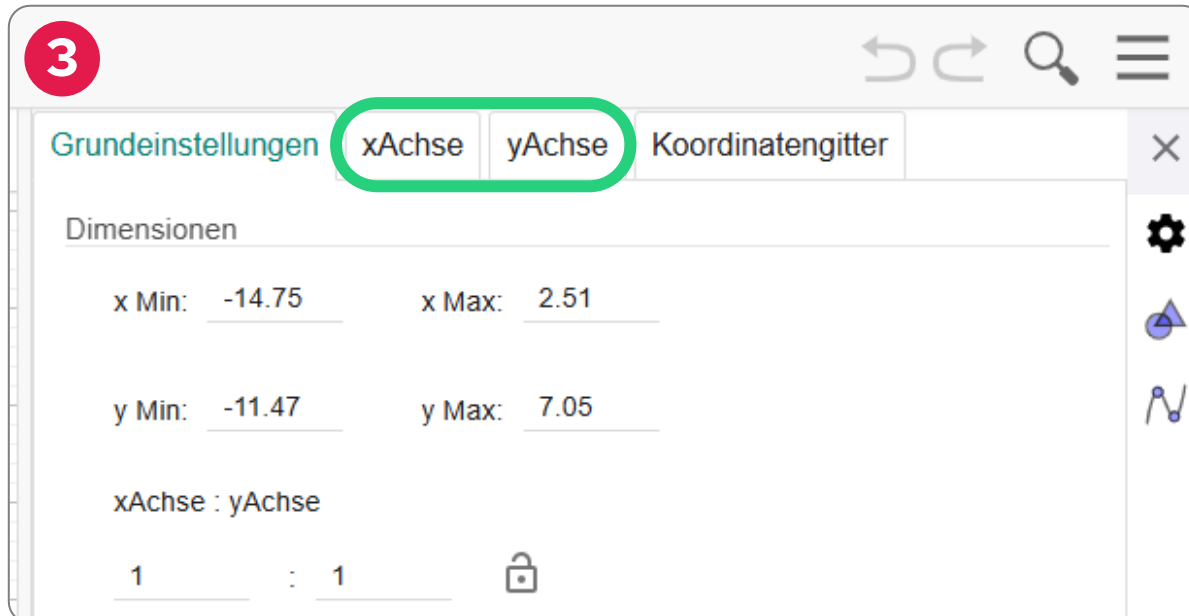 3
Grundeinstellungen xAchse yAchse Koordinatengitter
Dimensionen
x Min: -14.75 x Max: 2.51
y Min: -11.47 y Max: 7.05
xAchse : yAchse
1 : 1